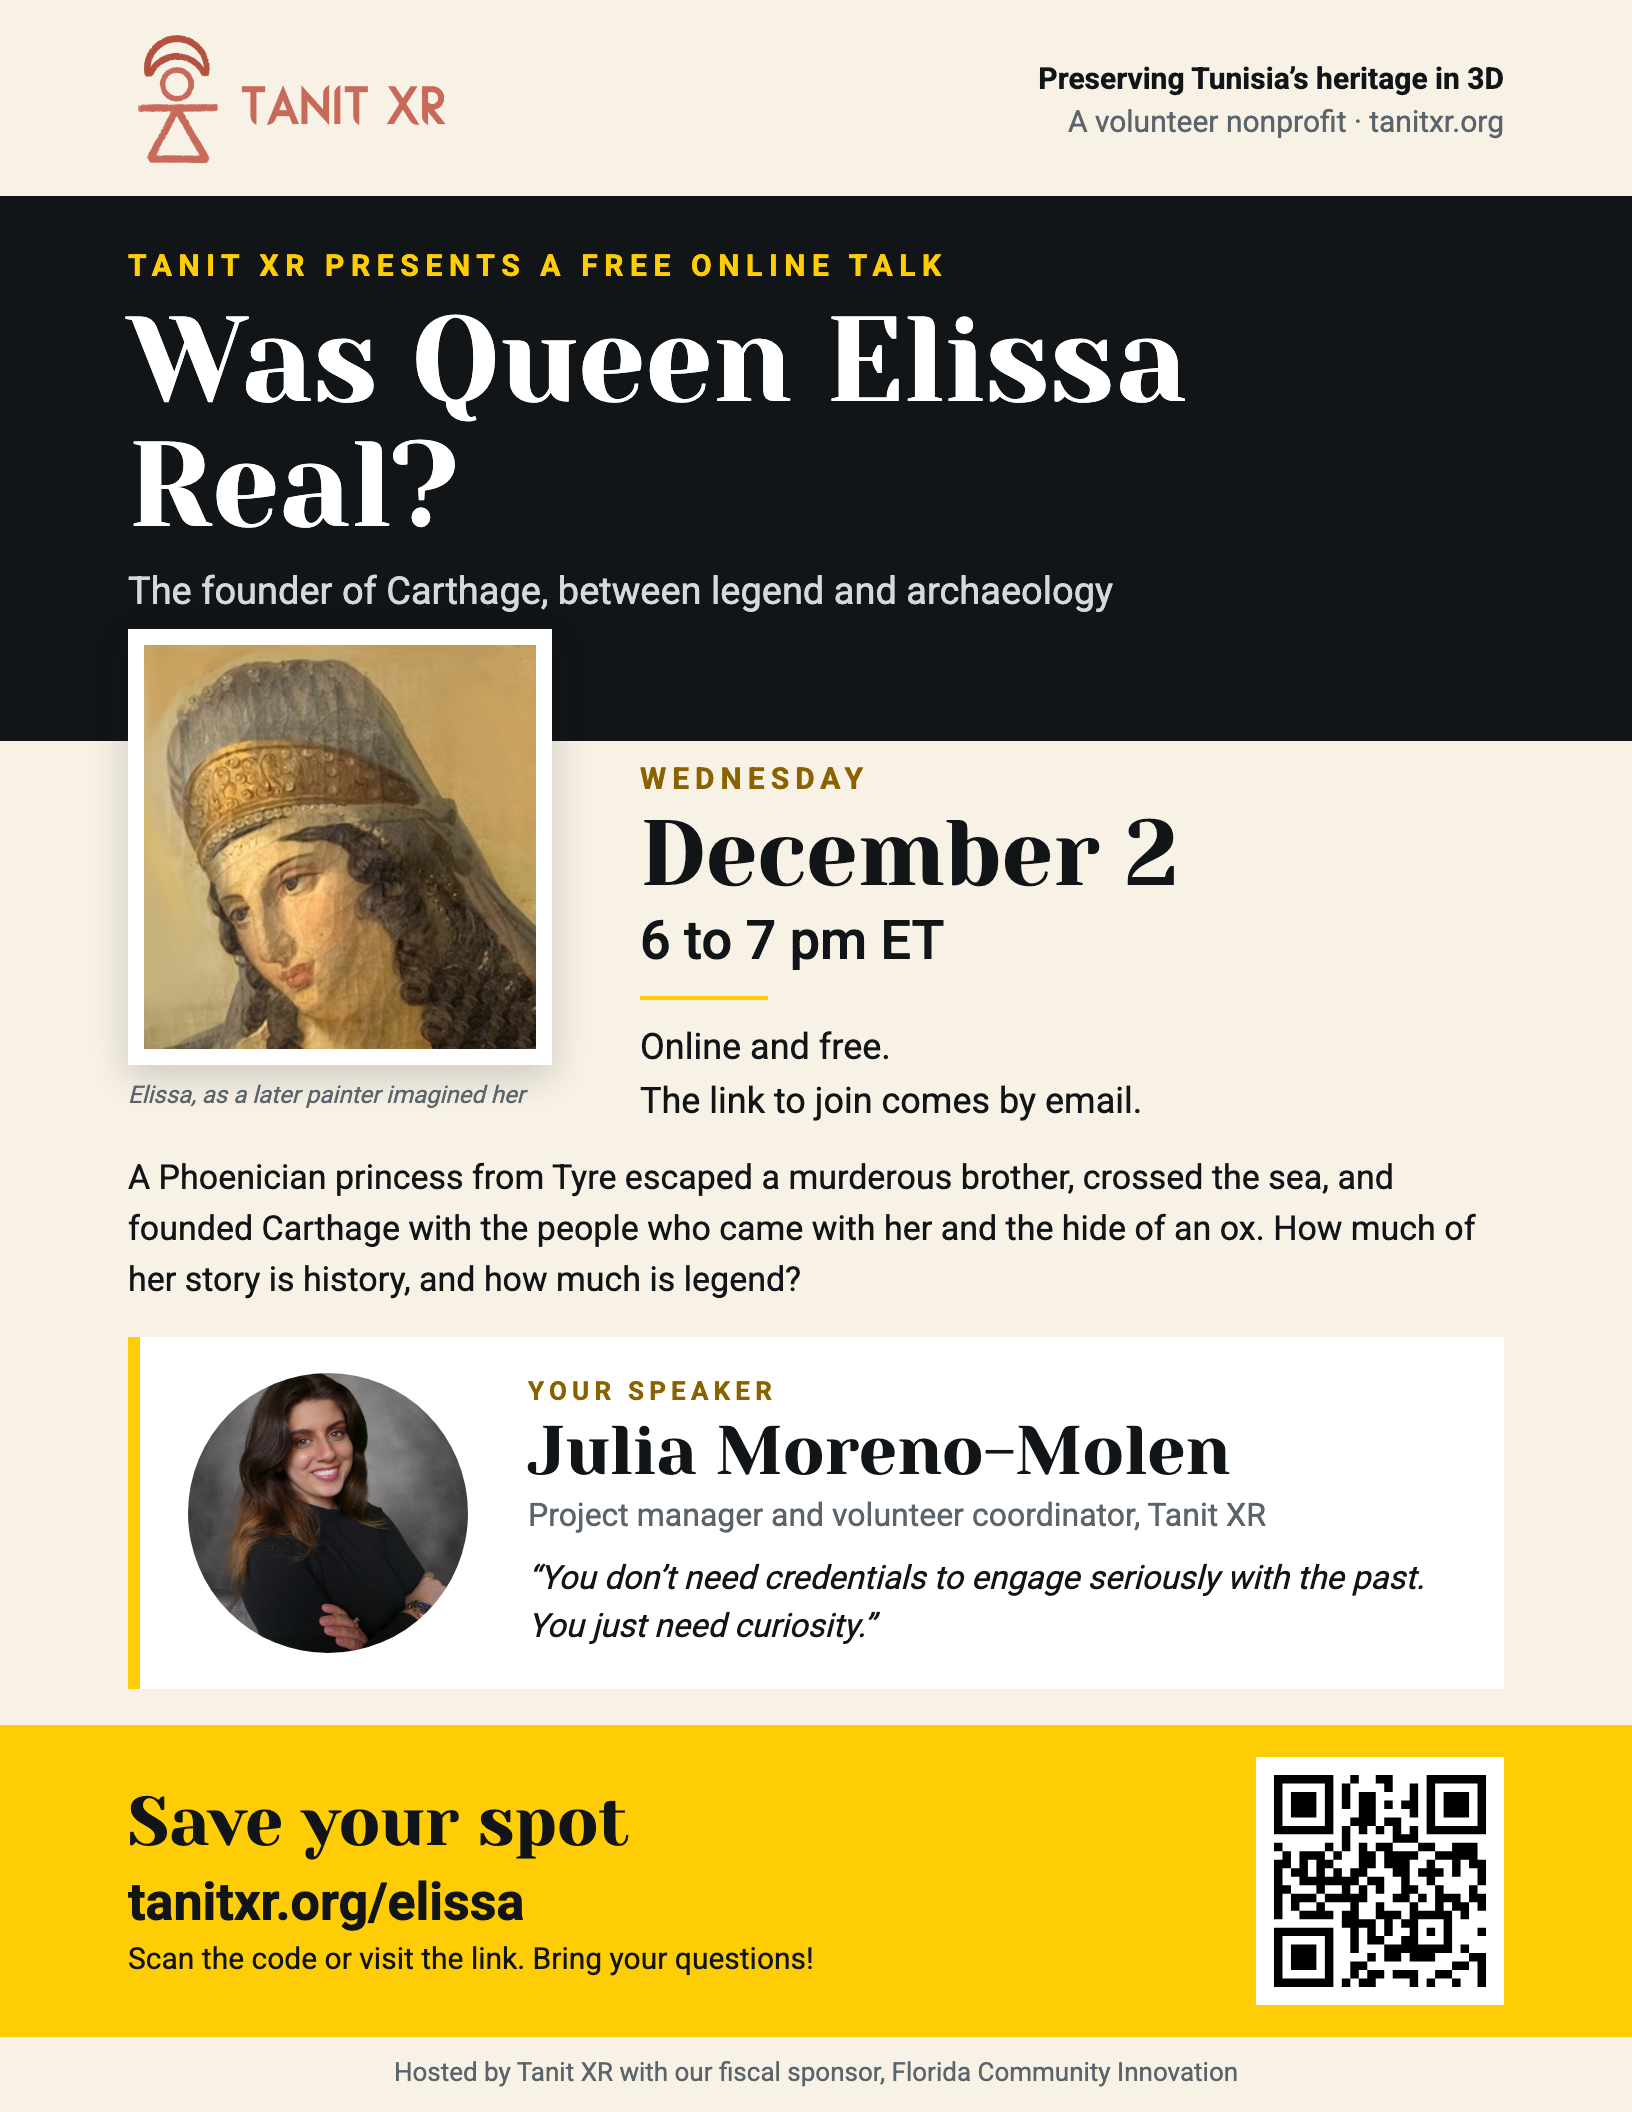 TANIT XR
Preserving Tunisia’s heritage in 3D
A volunteer nonprofit · tanitxr.org
TANIT XR PRESENTS A FREE ONLINE TALK
Was Queen Elissa
Real?
The founder of Carthage, between legend and archaeology
WEDNESDAY
December 2
6 to 7 pm ET
Online and free.
The link to join comes by email.
Elissa, as a later painter imagined her
A Phoenician princess from Tyre escaped a murderous brother, crossed the sea, and
founded Carthage with the people who came with her and the hide of an ox. How much of
her story is history, and how much is legend?
YOUR SPEAKER
Julia Moreno-Molen
Project manager and volunteer coordinator, Tanit XR
“You don’t need credentials to engage seriously with the past.
You just need curiosity.”
Save your spot
tanitxr.org/elissa
Scan the code or visit the link. Bring your questions!
Hosted by Tanit XR with our fiscal sponsor, Florida Community Innovation